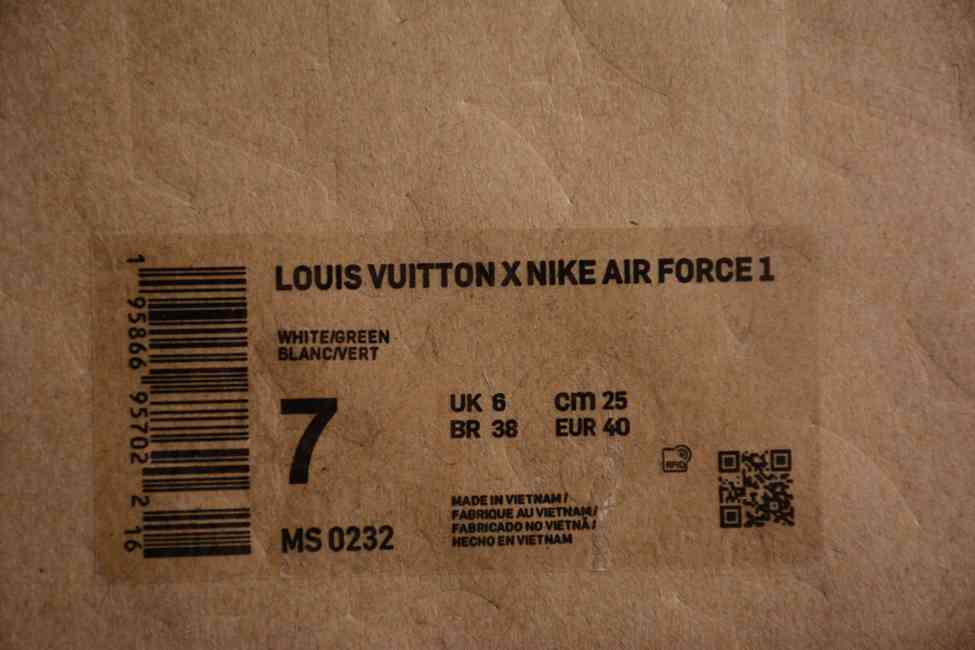 LOUIS VUITTON X NIKE AIR FORCE 1
WHITE/GREEN
BLANC/VERT
7
UK 6 cm 25
BR 38 EUR 40
RFID
MADE IN VIETNAM /
FABRIQUE AU VIETNAM /
FABRICADO NO VIETNÃ /
HECHO EN VIETNAM
MS 0232
1 95866 95702 2 16